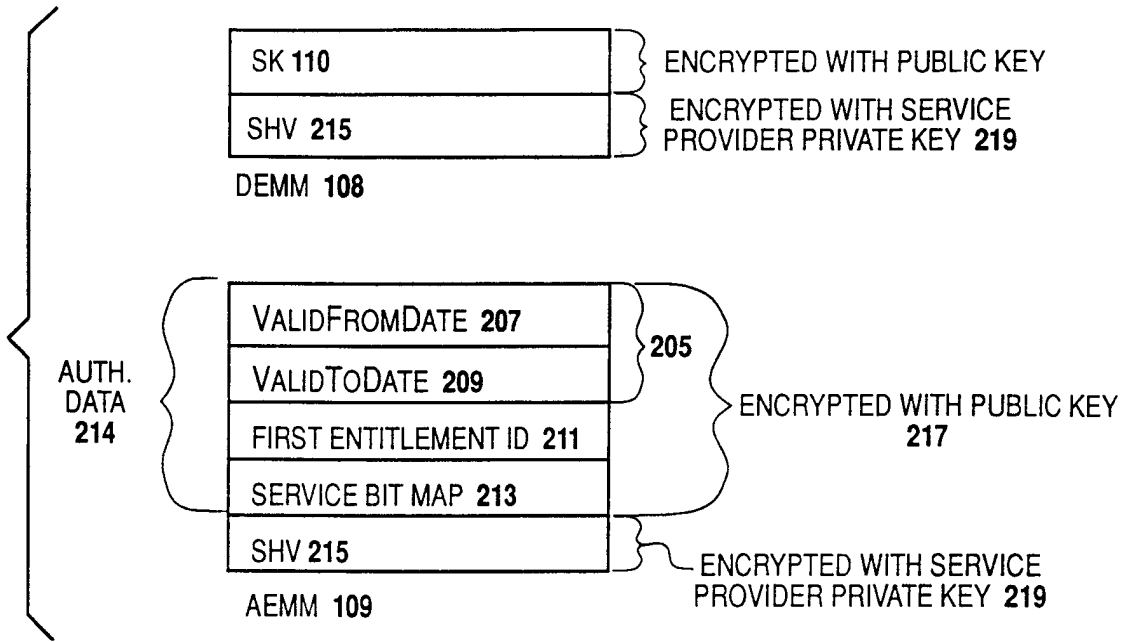 SK 110
ENCRYPTED WITH PUBLIC KEY
SHV 215
ENCRYPTED WITH SERVICE
PROVIDER PRIVATE KEY 219
DEMM 108
AUTH.
DATA
214
VALIDFROMDATE 207
VALIDTODATE 209
205
FIRST ENTITLEMENT ID 211
SERVICE BIT MAP 213
ENCRYPTED WITH PUBLIC KEY
217
SHV 215
ENCRYPTED WITH SERVICE
PROVIDER PRIVATE KEY 219
AEMM 109